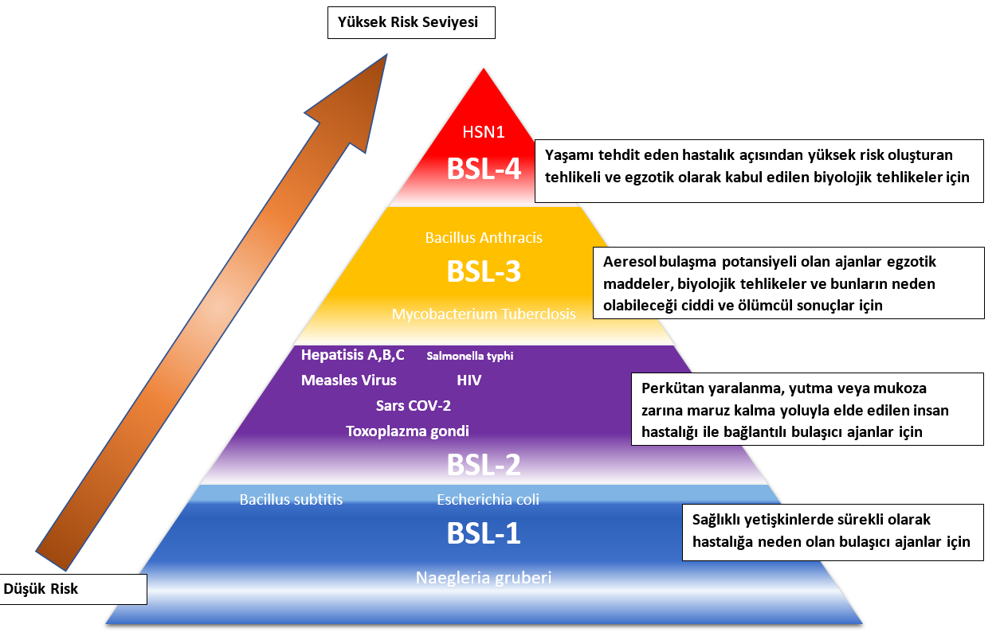 Yüksek Risk Seviyesi
HSN1
BSL-4
Yaşamı tehdit eden hastalık açısından yüksek risk oluşturan
tehlikeli ve egzotik olarak kabul edilen biyolojik tehlikeler için
Bacillus Anthracis
BSL-3
Mycobacterium Tuberclosis
Aeresol bulaşma potansiyeli olan ajanlar egzotik
maddeler, biyolojik tehlikeler ve bunların neden
olabileceği ciddi ve ölümcül sonuçlar için
Hepatisis A,B,C Salmonella typhi
Measles Virus HIV
Sars COV-2
Toxoplazma gondi
BSL-2
Perkütan yaralanma, yutma veya mukoza
zarına maruz kalma yoluyla elde edilen insan
hastalığı ile bağlantılı bulaşıcı ajanlar için
Bacillus subtitis Escherichia coli
BSL-1
Naegleria gruberi
Sağlıklı yetişkinlerde sürekli olarak
hastalığa neden olan bulaşıcı ajanlar için
Düşük Risk